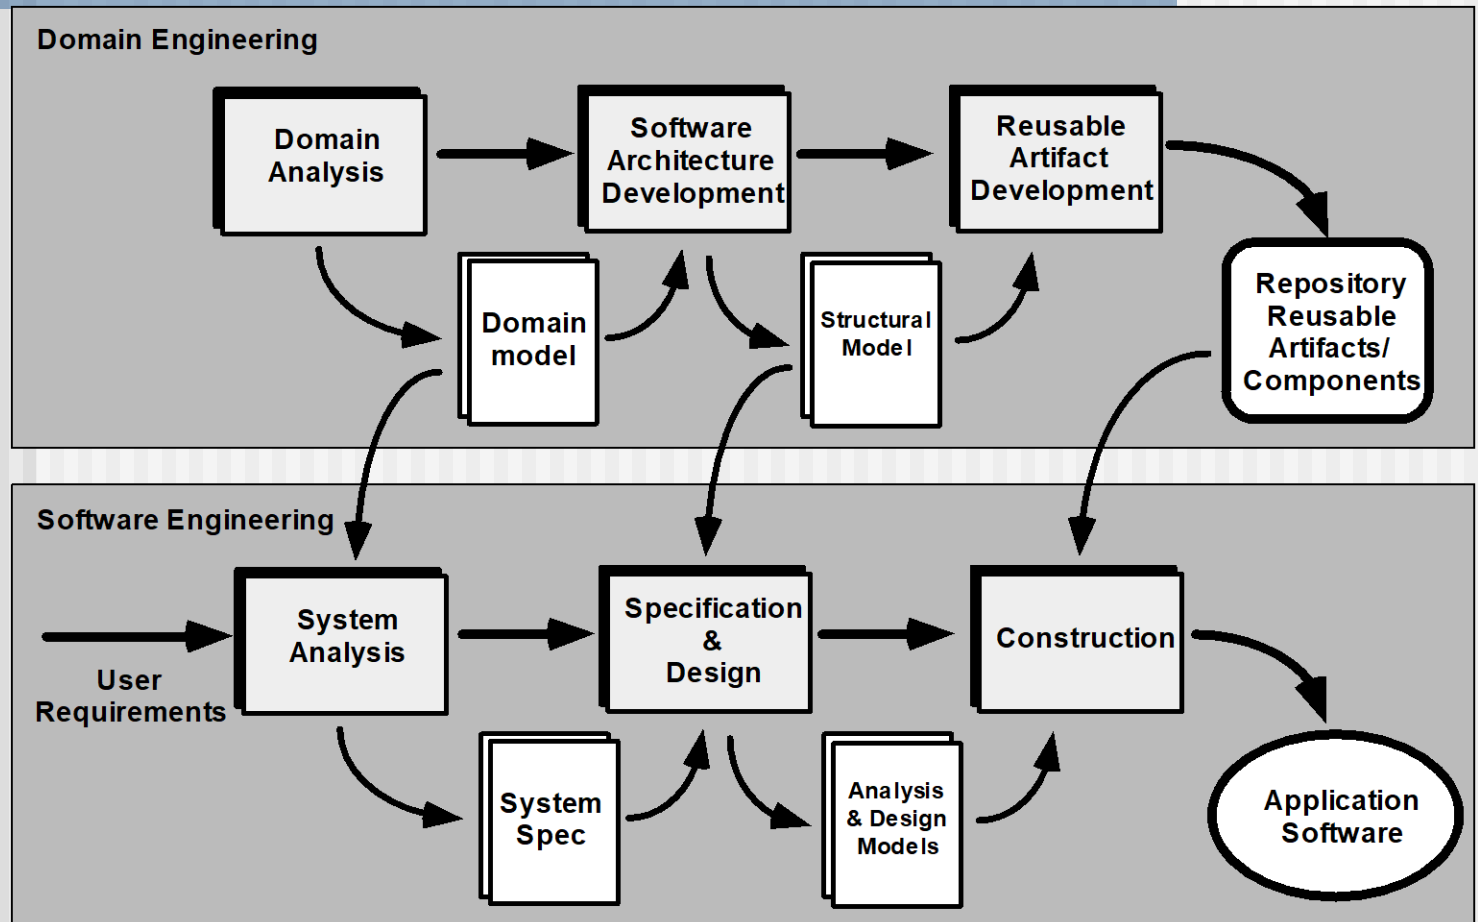 Domain Engineering
Domain
Analysis
Software
Architecture
Development
Reusable
Artifact
Development
Domain
model
Structural
Model
Repository
Reusable
Artifacts/
Components
Software Engineering
User
Requirements
System
Analysis
Specification
&
Design
Construction
System
Spec
Analysis
& Design
Models
Application
Software